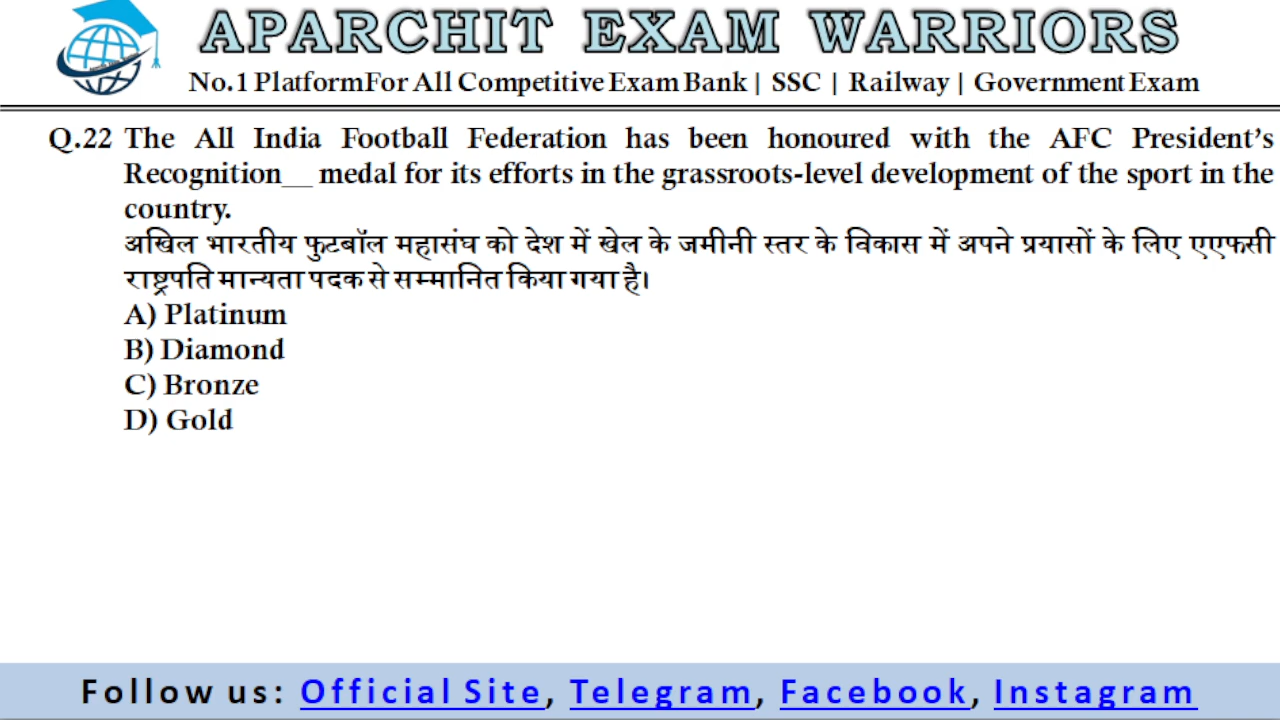 APARCHIT EXAM WARRIORS
No.1 PlatformFor All Competitive Exam Bank | SSC | Railway | Government Exam
Q.22 The All India Football Federation has been honoured with the AFC President's
Recognition__ medal for its efforts in the grassroots-level development of the sport in the
country.
अखिल भारतीय फुटबॉल महासंघ को देश में खेल के जमीनी स्तर के विकास में अपने प्रयासों के लिए एएफसी
राष्ट्रपति मान्यता पदक से सम्मानित किया गया है।
A) Platinum
B) Diamond
C) Bronze
D) Gold
Follow us: Official Site, Telegram, Facebook, Instagram